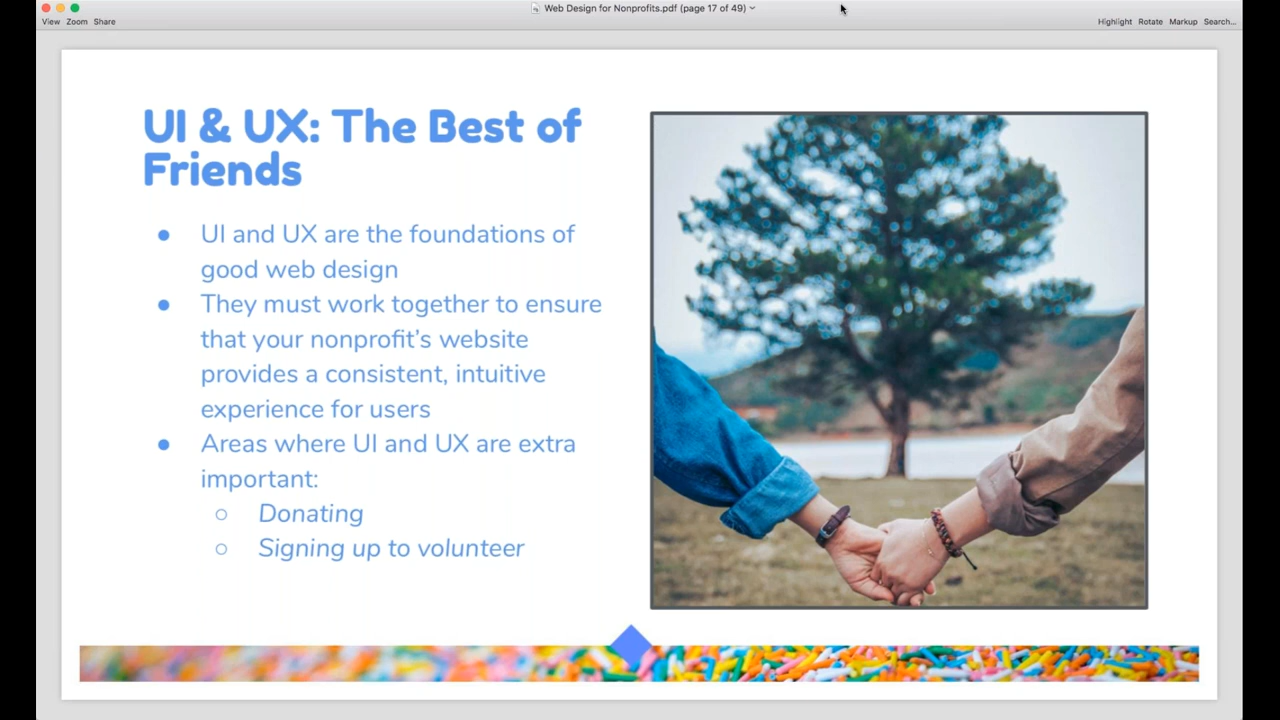 Web Design for Nonprofits.pdf (page 17 of 49)
View Zoom Share
Highlight Rotate Markup Search...
UI & UX: The Best of
Friends
● UI and UX are the foundations of
good web design
● They must work together to ensure
that your nonprofit's website
provides a consistent, intuitive
experience for users
● Areas where UI and UX are extra
important:
○ Donating
○ Signing up to volunteer